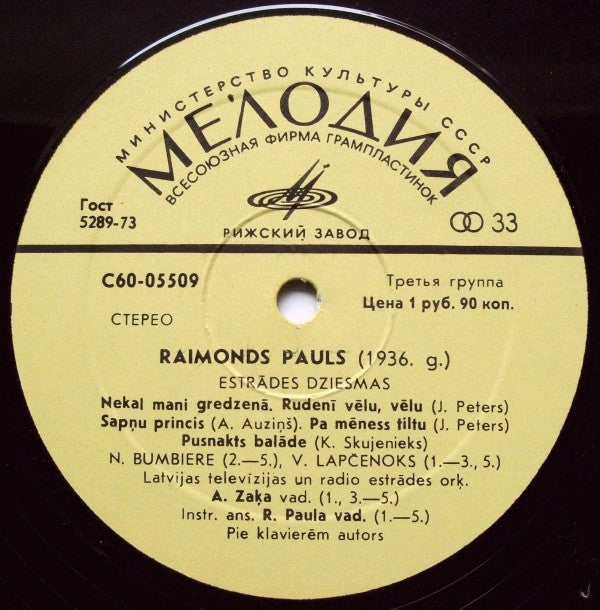 МИНИСТЕРСТВО КУЛЬТУРЫ СССР
МЕЛОДИЯ
ВСЕСОЮЗНАЯ ФИРМА ГРАМПЛАСТИНОК
Гост
5289-73
33
РИЖСКИЙ ЗАВОД
С60-05509
Третья группа
Цена 1 руб. 90 коп.
СТЕРЕО
RAIMONDS PAULS (1936. g.)
ESTRĀDES DZIESMAS
Nekal mani gredzenā. Rudenī vēlu, vēlu (J. Peters)
Sapņu princis (A. Auziņš). Pa mēness tiltu (J. Peters)
Pusnakts balāde (K. Skujenieks)
N. BUMBIERE (2.—5.), V. LAPČENOKS (1.—3., 5.)
Latvijas televīzijas un radio estrādes orķ.
A. Zaķa vad. (1., 3.—5.)
Instr. ans. R. Paula vad. (1.—5.)
Pie klavierēm autors